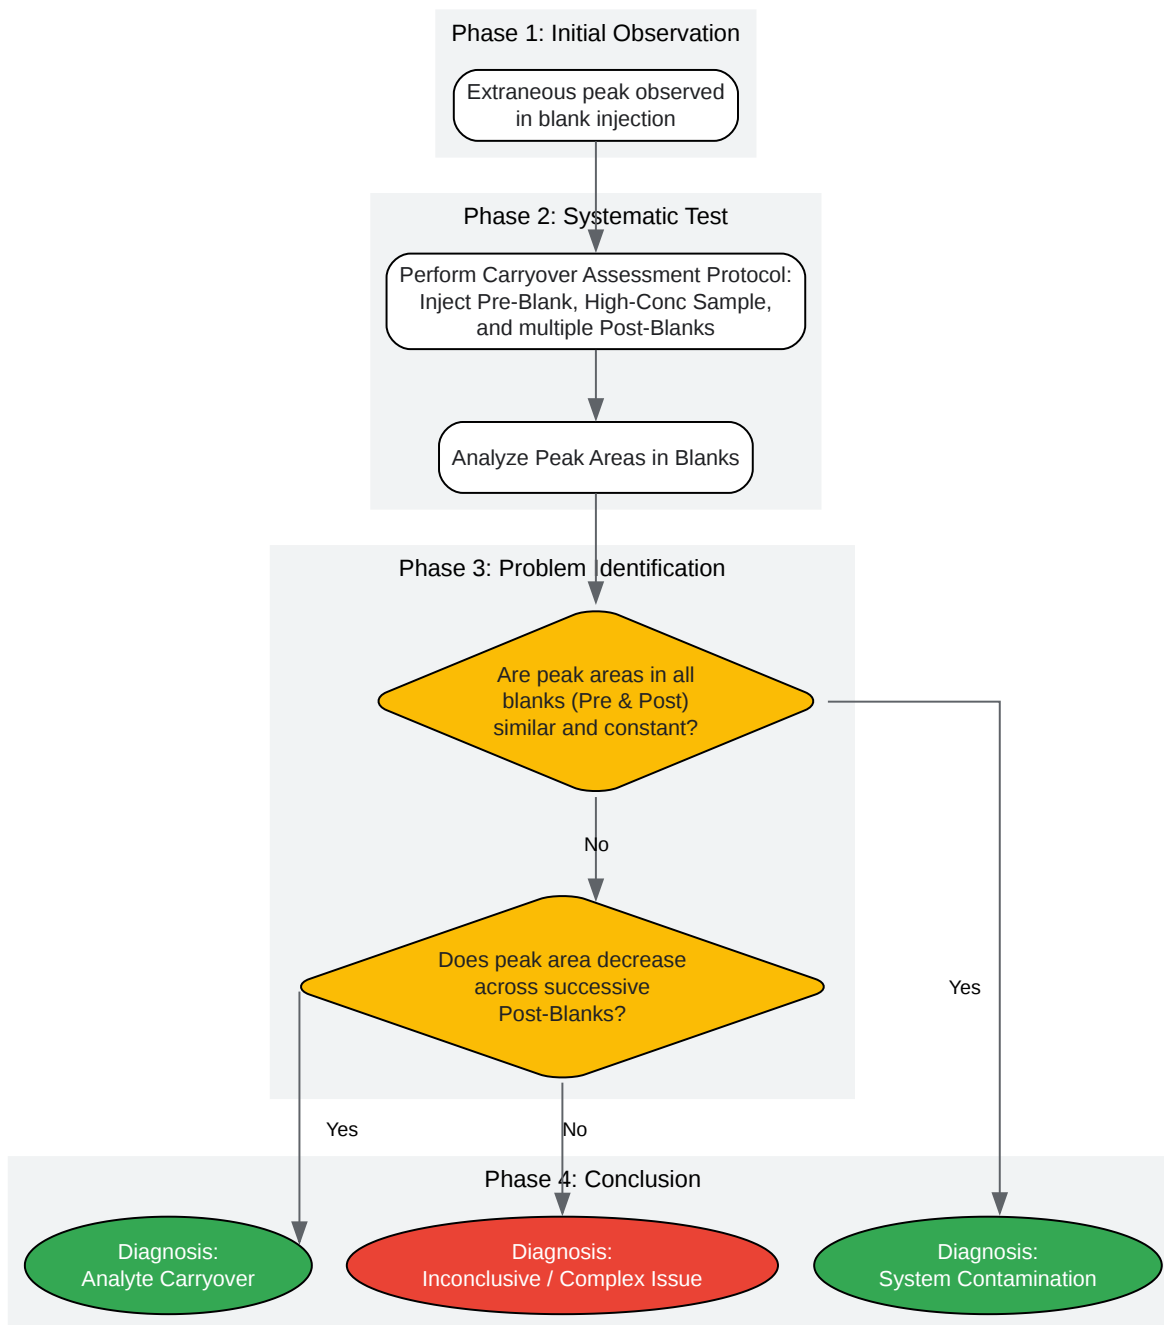 Phase 1: Initial Observation
Extraneous peak observed
in blank injection
Phase 2: Systematic Test
Perform Carryover Assessment Protocol:
Inject Pre-Blank, High-Conc Sample,
and multiple Post-Blanks
Analyze Peak Areas in Blanks
Phase 3: Problem Identification
Are peak areas in all
blanks (Pre & Post)
similar and constant?
No
Does peak area decrease
across successive
Post-Blanks?
Yes
Yes
No
Phase 4: Conclusion
Diagnosis:
Analyte Carryover
Diagnosis:
Inconclusive / Complex Issue
Diagnosis:
System Contamination